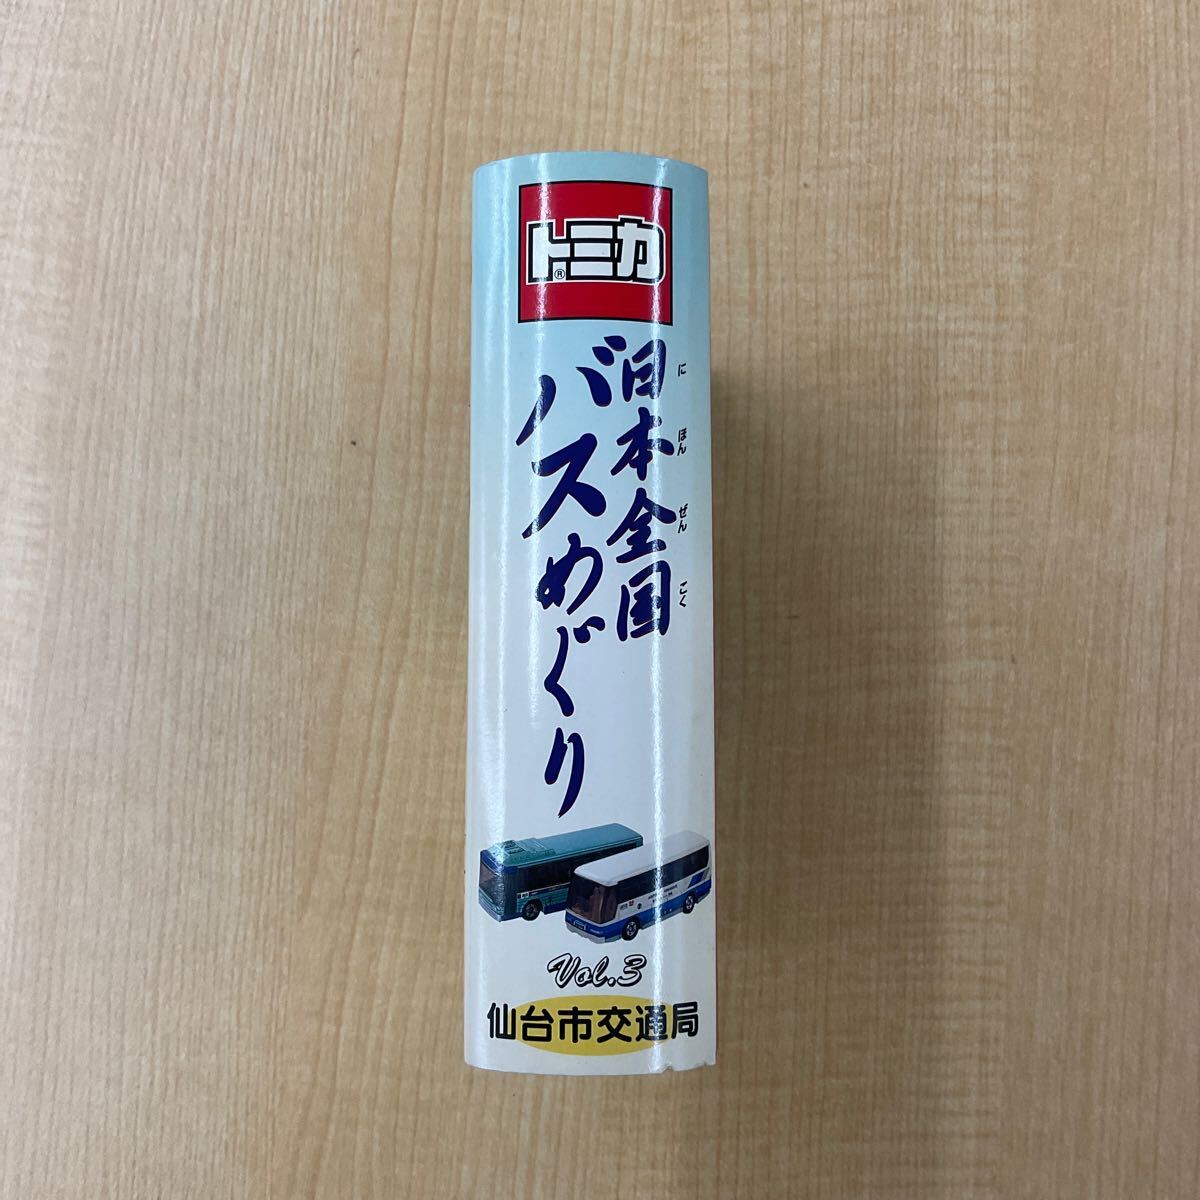 トミカ®
日本全国
にほんぜんこく
バスめぐり
Vol.3
仙台市交通局